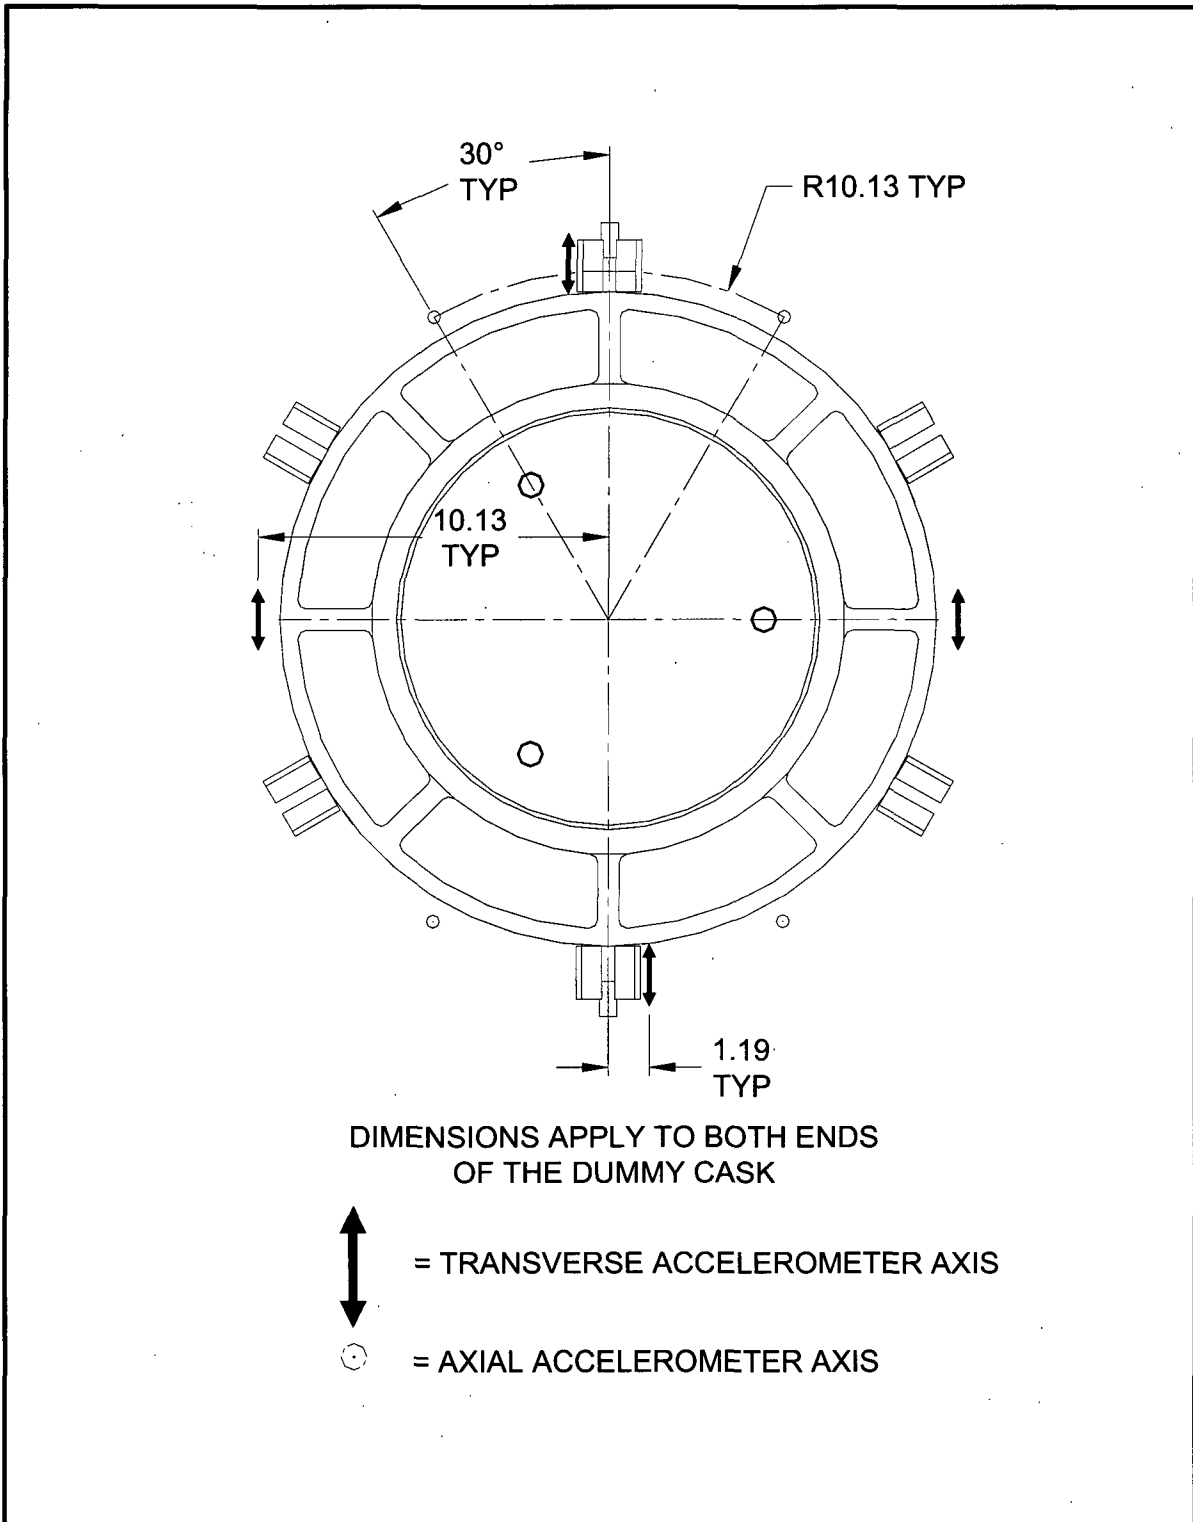 30°
TYP
R10.13 TYP
10.13
TYP
1.19
TYP
DIMENSIONS APPLY TO BOTH ENDS
OF THE DUMMY CASK
= TRANSVERSE ACCELEROMETER AXIS
= AXIAL ACCELEROMETER AXIS